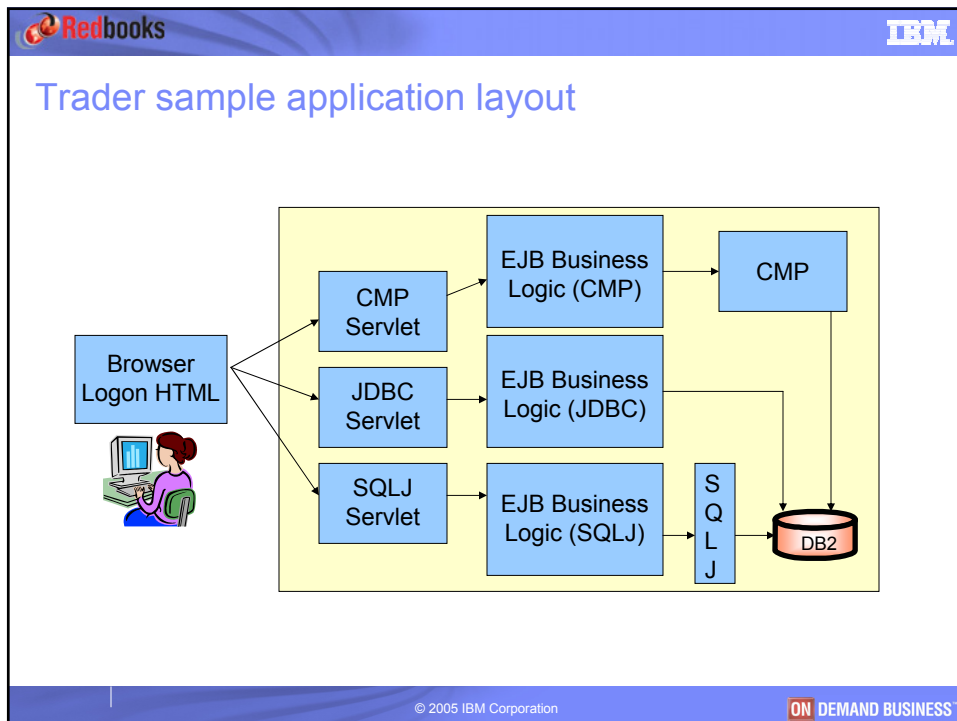 Redbooks
IBM
Trader sample application layout
Browser
Logon HTML
CMP
Servlet
JDBC
Servlet
SQLJ
Servlet
EJB Business
Logic (CMP)
EJB Business
Logic (JDBC)
EJB Business
Logic (SQLJ)
CMP
S
Q
L
J
DB2
© 2005 IBM Corporation
ON DEMAND BUSINESS™